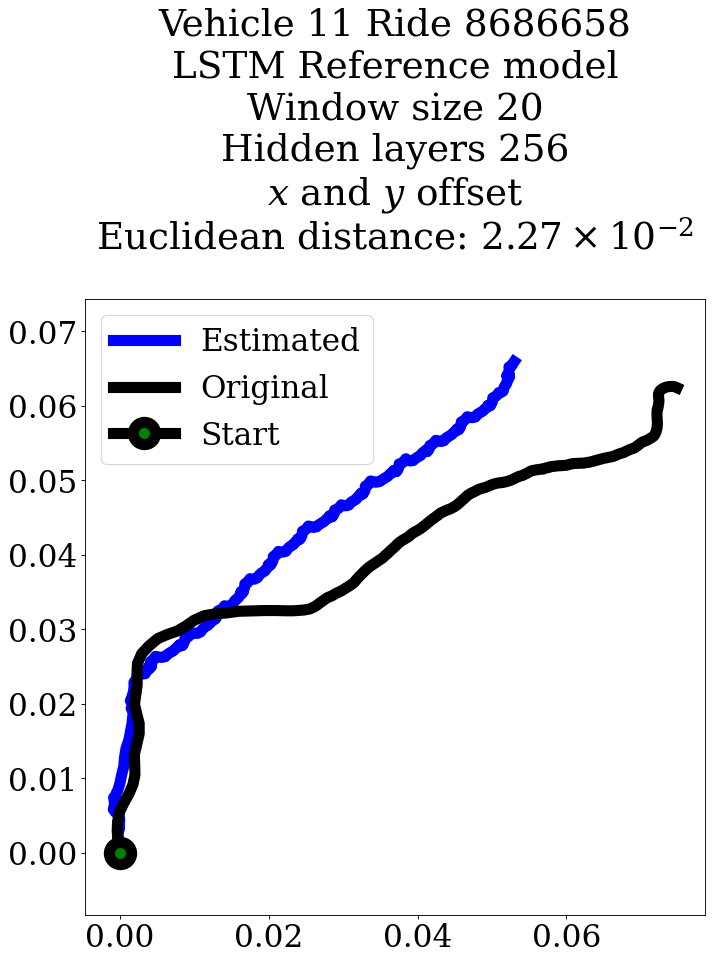 Vehicle 11 Ride 8686658
LSTM Reference model
Window size 20
Hidden layers 256
x and y offset
Euclidean distance: 2.27 × 10⁻²
Estimated
Original
Start
0.07
0.06
0.05
0.04
0.03
0.02
0.01
0.00
0.00 0.02 0.04 0.06